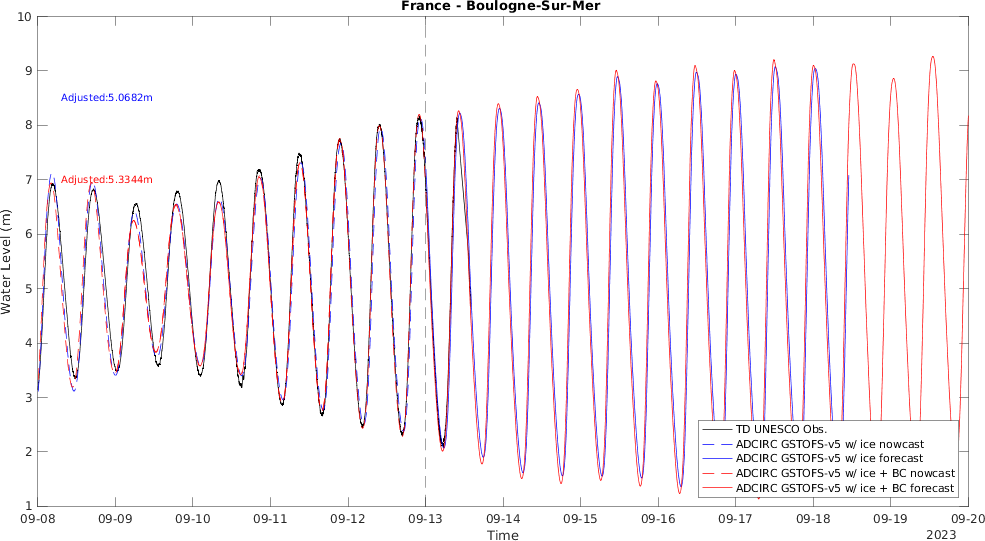 France - Boulogne-Sur-Mer
Water Level (m)
10
9
8
7
6
5
4
3
2
1
Adjusted:5.0682m
Adjusted:5.3344m
TD UNESCO Obs.
ADCIRC GSTOFS-v5 w/ ice nowcast
ADCIRC GSTOFS-v5 w/ ice forecast
ADCIRC GSTOFS-v5 w/ ice + BC nowcast
ADCIRC GSTOFS-v5 w/ ice + BC forecast
09-08 09-09 09-10 09-11 09-12 09-13 09-14 09-15 09-16 09-17 09-18 09-19 09-20
Time
2023